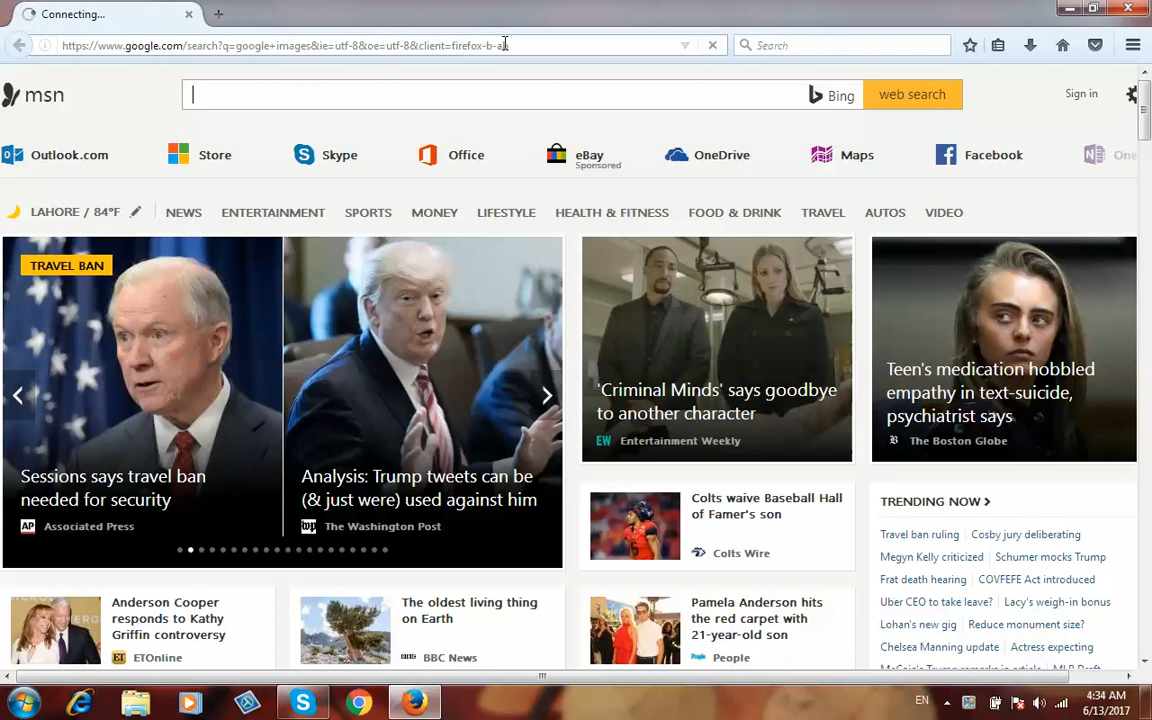 Connecting...
https://www.google.com/search?q=google+images&ie=utf-8&oe=utf-8&client=firefox-b-ab
Search
msn
Bing
web search
Sign in
Outlook.com
Store
Skype
Office
eBay
Sponsored
OneDrive
Maps
Facebook
LAHORE / 84°F
NEWS
ENTERTAINMENT
SPORTS
MONEY
LIFESTYLE
HEALTH & FITNESS
FOOD & DRINK
TRAVEL
AUTOS
VIDEO
TRAVEL BAN
Sessions says travel ban
needed for security
AP Associated Press
Analysis: Trump tweets can be
(& just were) used against him
The Washington Post
'Criminal Minds' says goodbye
to another character
EW Entertainment Weekly
Teen's medication hobbled
empathy in text-suicide,
psychiatrist says
B The Boston Globe
Colts waive Baseball Hall
of Famer's son
Colts Wire
TRENDING NOW
Travel ban ruling
Cosby jury deliberating
Megyn Kelly criticized
Schumer mocks Trump
Frat death hearing
COVFEFE Act introduced
Uber CEO to take leave?
Lacy's weigh-in bonus
Lohan's new gig
Reduce monument size?
Chelsea Manning update
Actress expecting
Anderson Cooper
responds to Kathy
Griffin controversy
ET ETOnline
The oldest living thing
on Earth
BBC News
Pamela Anderson hits
the red carpet with
21-year-old son
People
EN
4:34 AM
6/13/2017